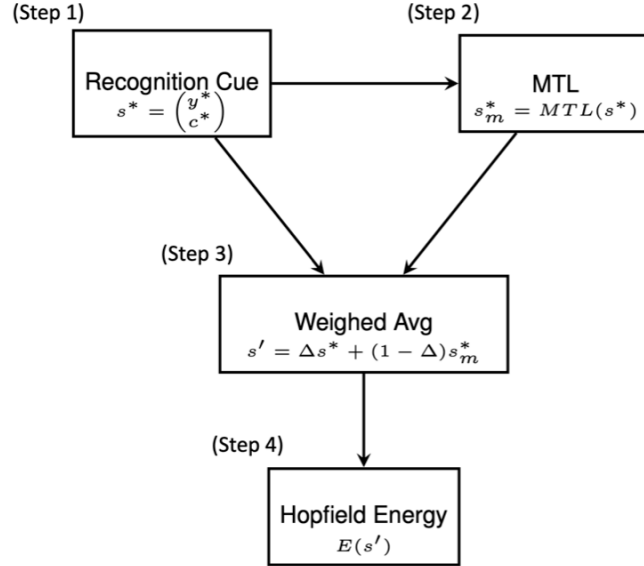 (Step 1)
(Step 2)
Recognition Cue
s* = (y* c*)
MTL
s*_m = MTL(s*)
(Step 3)
Weighed Avg
s′ = Δs* + (1 − Δ)s*_m
(Step 4)
Hopfield Energy
E(s′)